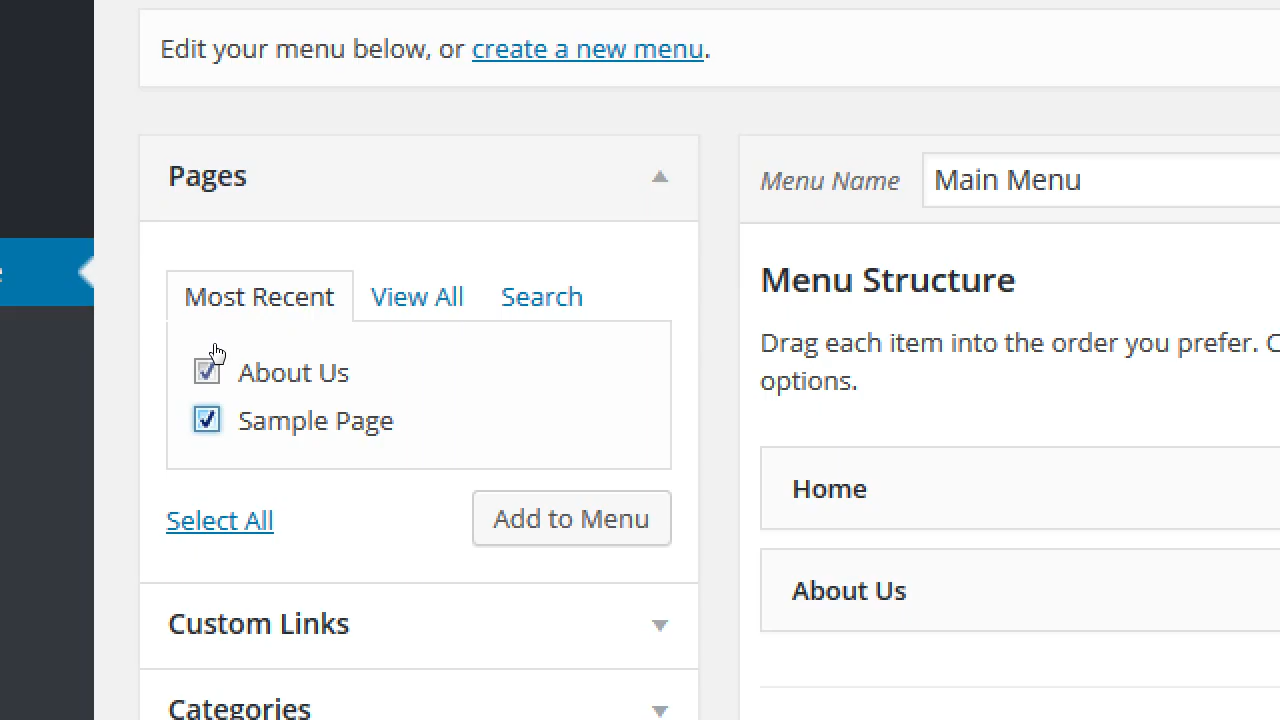 Edit your menu below, or create a new menu.
Pages
Most Recent View All Search
About Us
Sample Page
Select All Add to Menu
Custom Links
Categories
Menu Name Main Menu
Menu Structure
Drag each item into the order you prefer. C
options.
Home
About Us